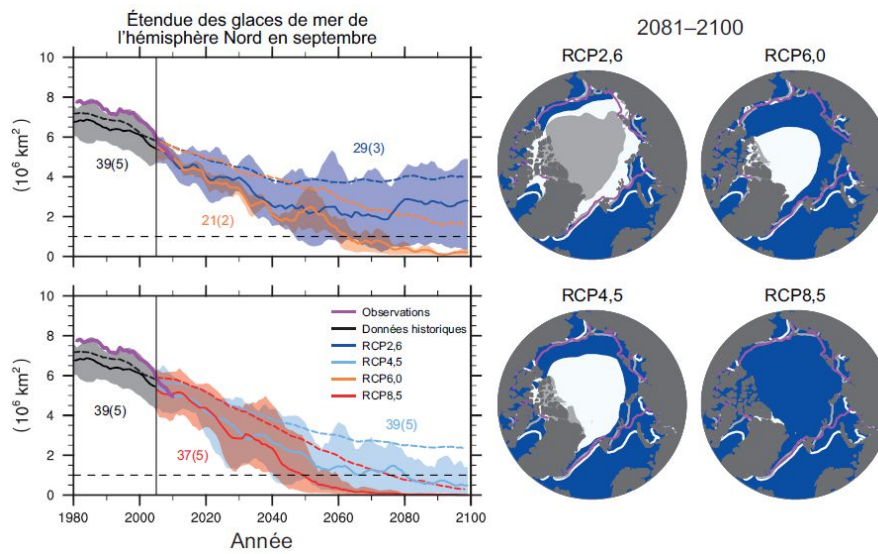 Étendue des glaces de mer de
l'hémisphère Nord en septembre
10
8
6
4
2
0
(10⁶ km²)
39(5)
29(3)
21(2)
10
8
6
4
2
0
(10⁶ km²)
39(5)
37(5)
39(5)
Observations
Données historiques
RCP2,6
RCP4,5
RCP6,0
RCP8,5
1980 2000 2020 2040 2060 2080 2100
Année
2081–2100
RCP2,6 RCP6,0
RCP4,5 RCP8,5